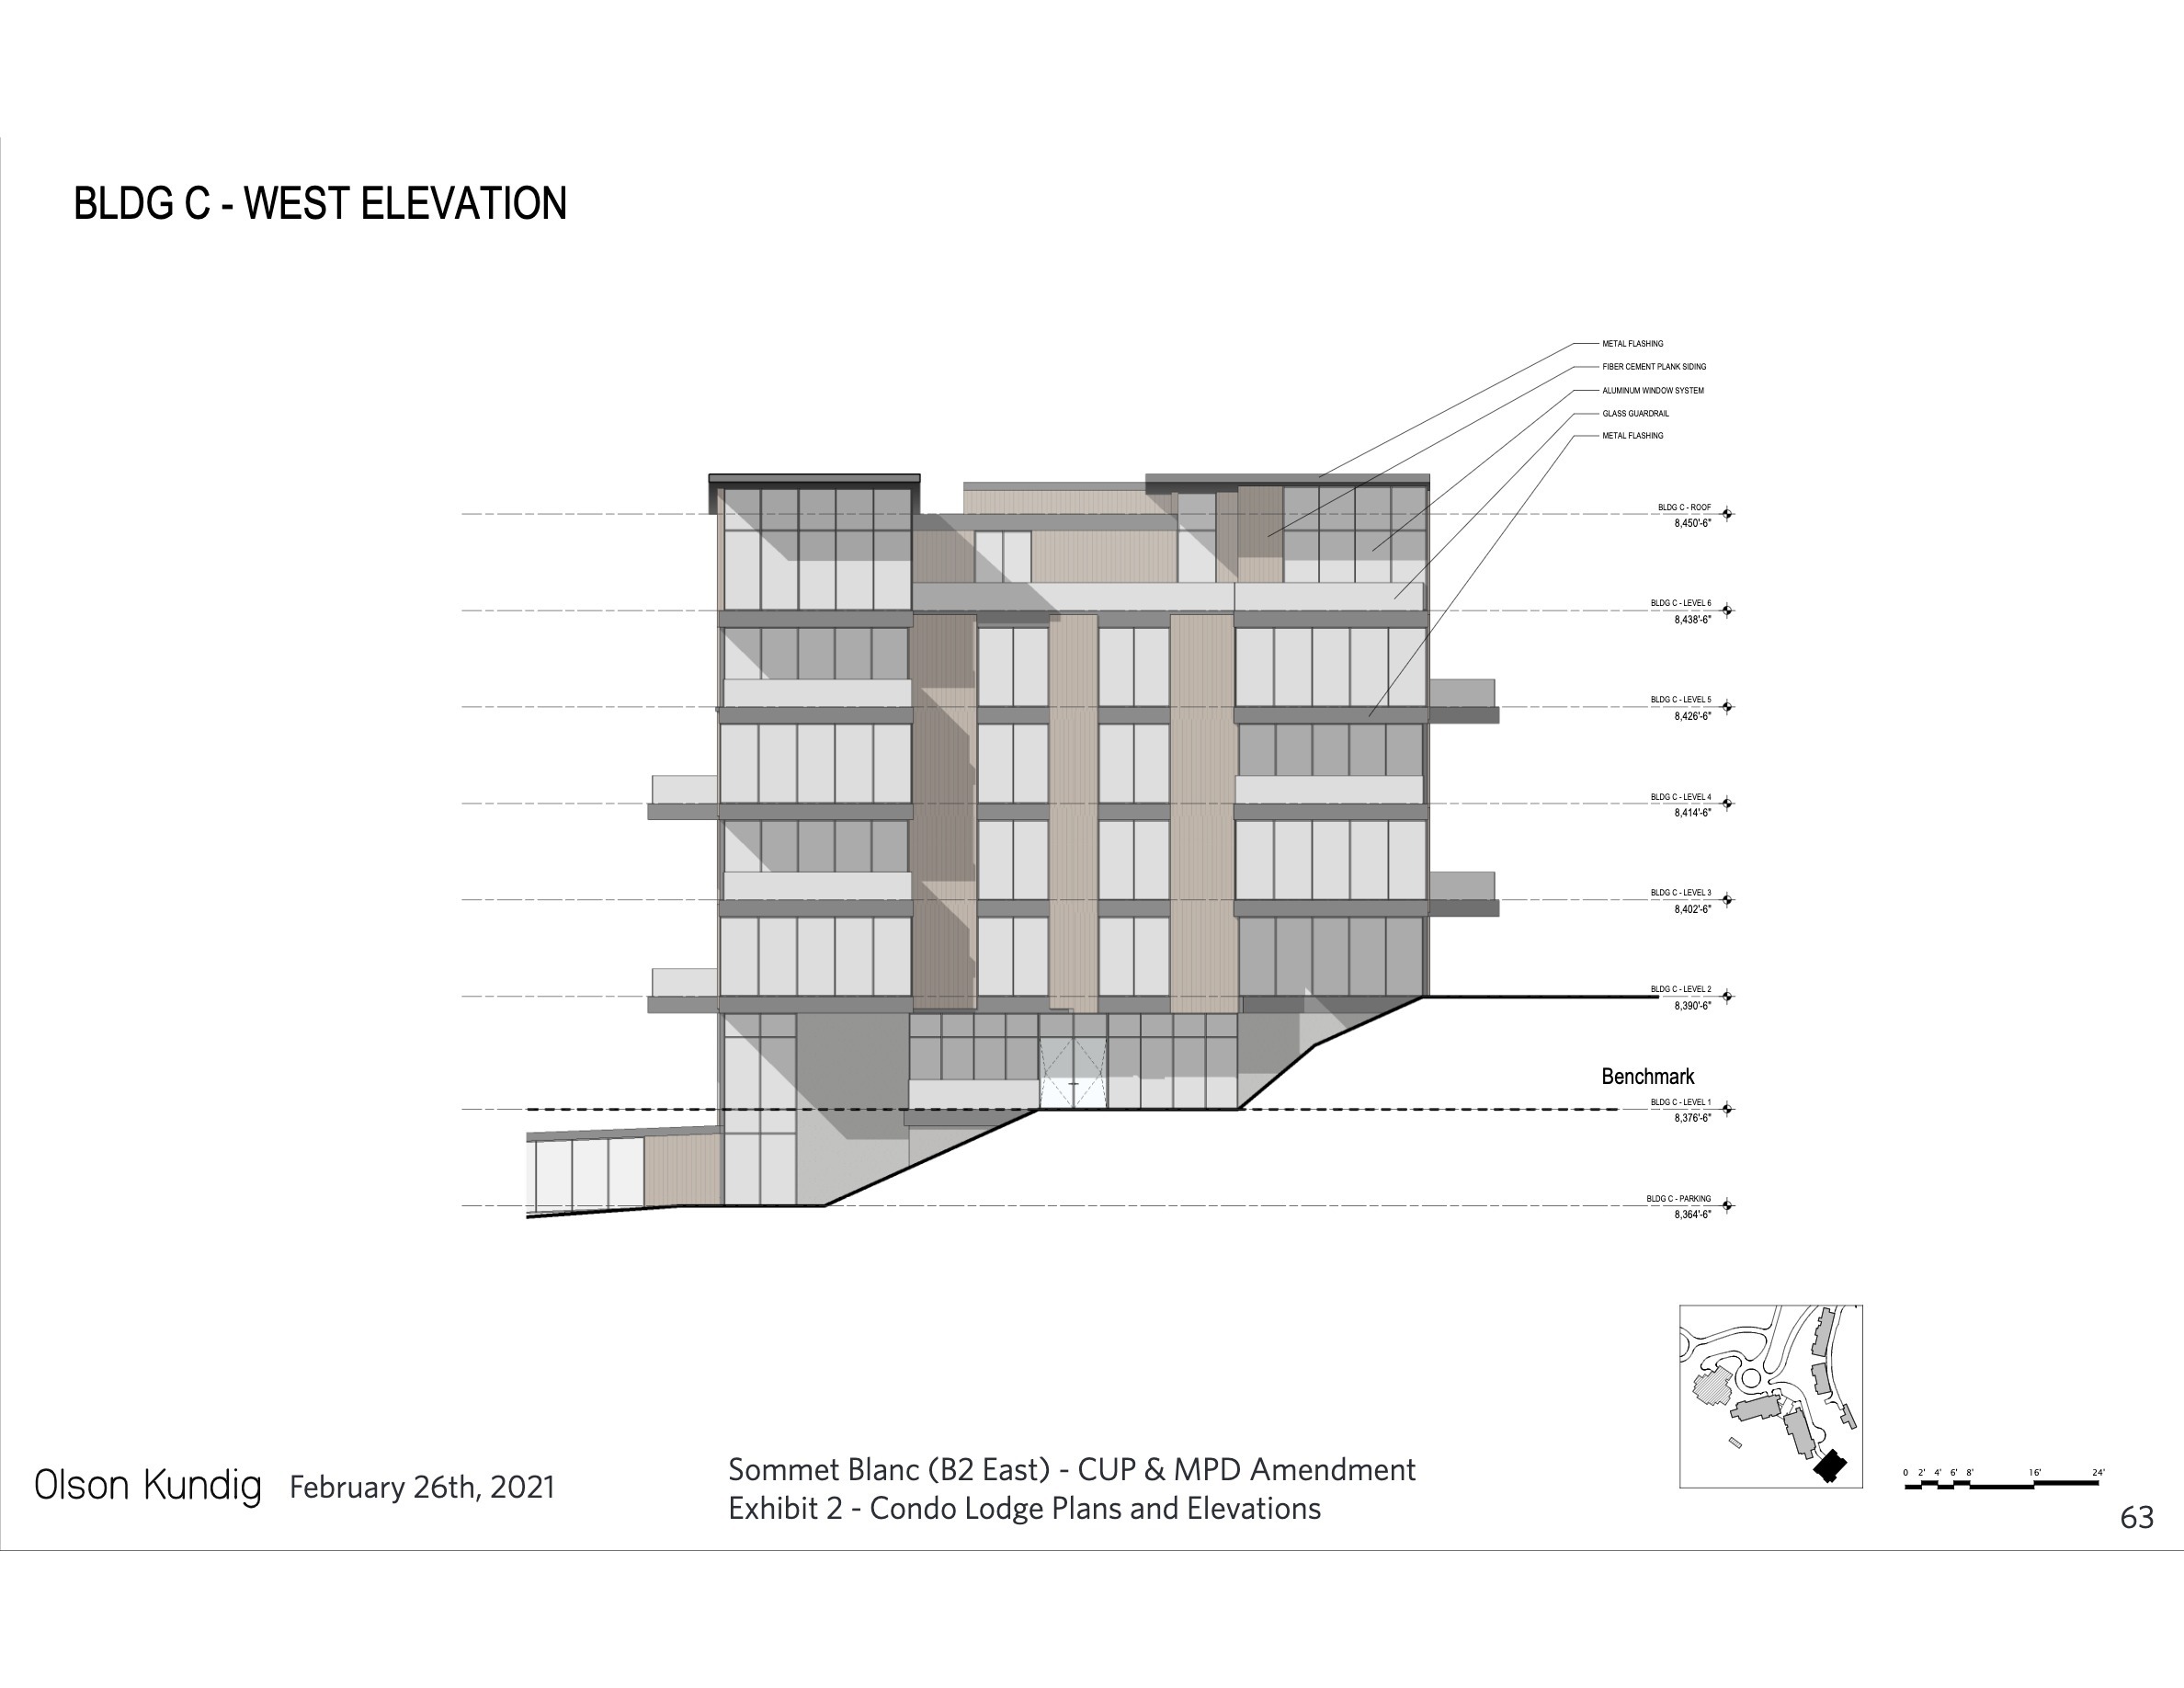 BLDG C - WEST ELEVATION
METAL FLASHING
FIBER CEMENT PLANK SIDING
ALUMINUM WINDOW SYSTEM
GLASS GUARDRAIL
METAL FLASHING
BLDG C - ROOF
8,450'-6"
BLDG C - LEVEL 6
8,438'-6"
BLDG C - LEVEL 5
8,426'-6"
BLDG C - LEVEL 4
8,414'-6"
BLDG C - LEVEL 3
8,402'-6"
BLDG C - LEVEL 2
8,390'-6"
Benchmark
BLDG C - LEVEL 1
8,376'-6"
BLDG C - PARKING
8,364'-6"
0 2' 4' 6' 8' 16' 24'
Olson Kundig February 26th, 2021
Sommet Blanc (B2 East) - CUP & MPD Amendment
Exhibit 2 - Condo Lodge Plans and Elevations
63